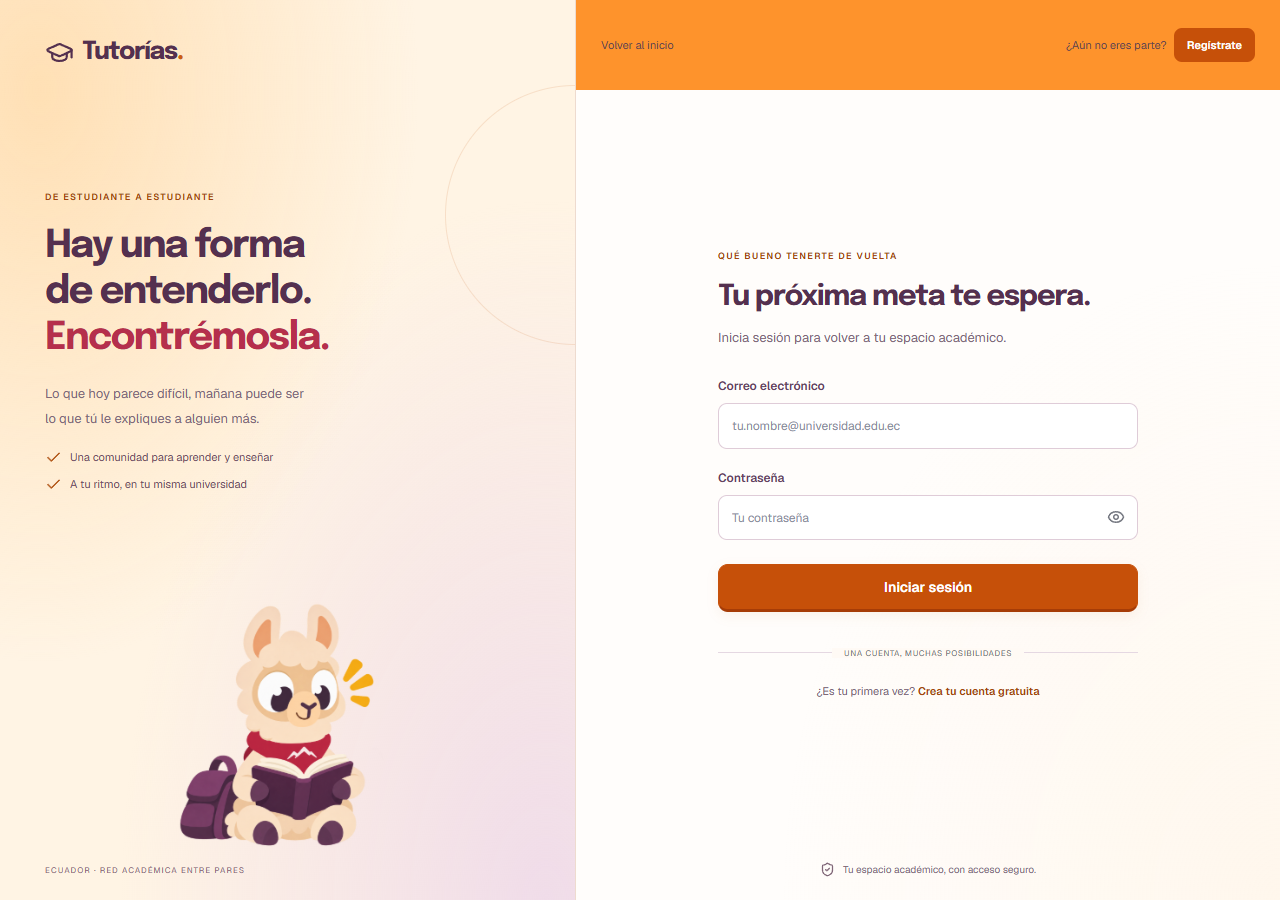 Tutorías.
DE ESTUDIANTE A ESTUDIANTE
Hay una forma
de entenderlo.
Encontrémosla.
Lo que hoy parece difícil, mañana puede ser
lo que tú le expliques a alguien más.
Una comunidad para aprender y enseñar
A tu ritmo, en tu misma universidad
ECUADOR · RED ACADÉMICA ENTRE PARES
Volver al inicio
¿Aún no eres parte? Regístrate
QUÉ BUENO TENERTE DE VUELTA
Tu próxima meta te espera.
Inicia sesión para volver a tu espacio académico.
Correo electrónico
tu.nombre@universidad.edu.ec
Contraseña
Tu contraseña
Iniciar sesión
UNA CUENTA, MUCHAS POSIBILIDADES
¿Es tu primera vez? Crea tu cuenta gratuita
Tu espacio académico, con acceso seguro.